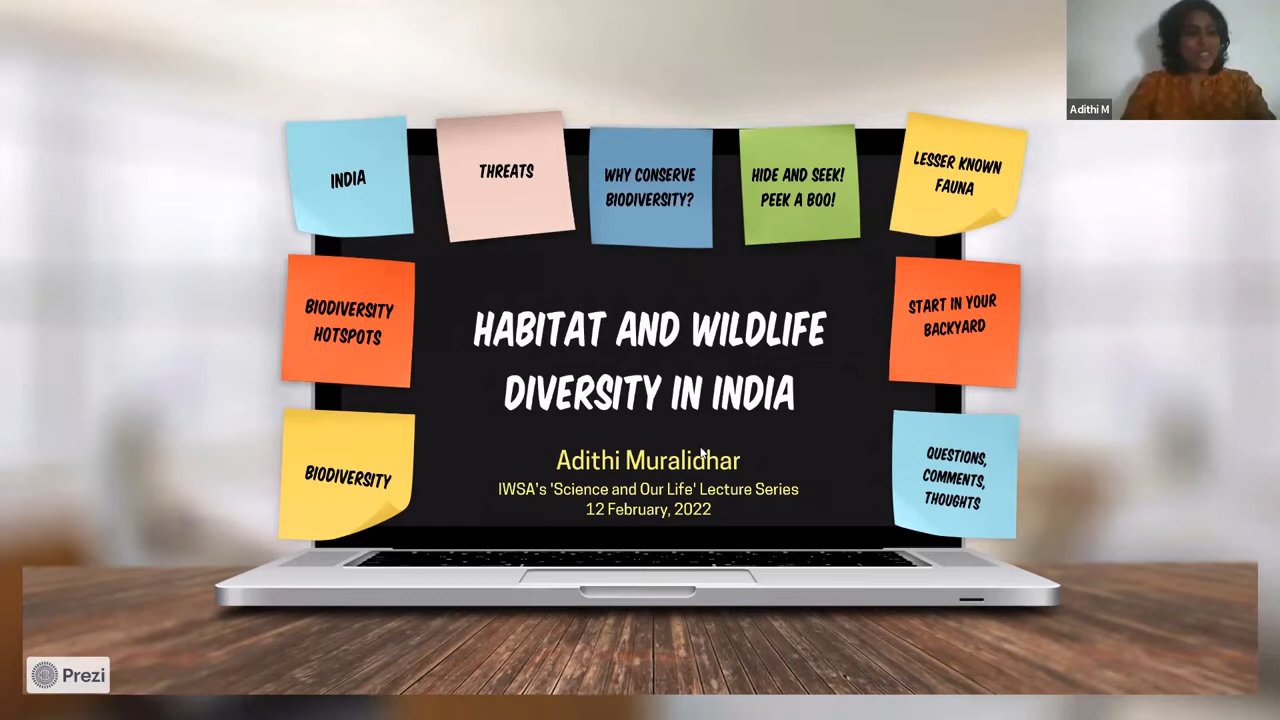 Adithi M
INDIA
THREATS
WHY CONSERVE
BIODIVERSITY?
HIDE AND SEEK!
PEEK A BOO!
LESSER KNOWN
FAUNA
BIODIVERSITY
HOTSPOTS
START IN YOUR
BACKYARD
HABITAT AND WILDLIFE
DIVERSITY IN INDIA
BIODIVERSITY
QUESTIONS,
COMMENTS,
THOUGHTS
Adithi Muralidhar
IWSA's 'Science and Our Life' Lecture Series
12 February, 2022
Prezi